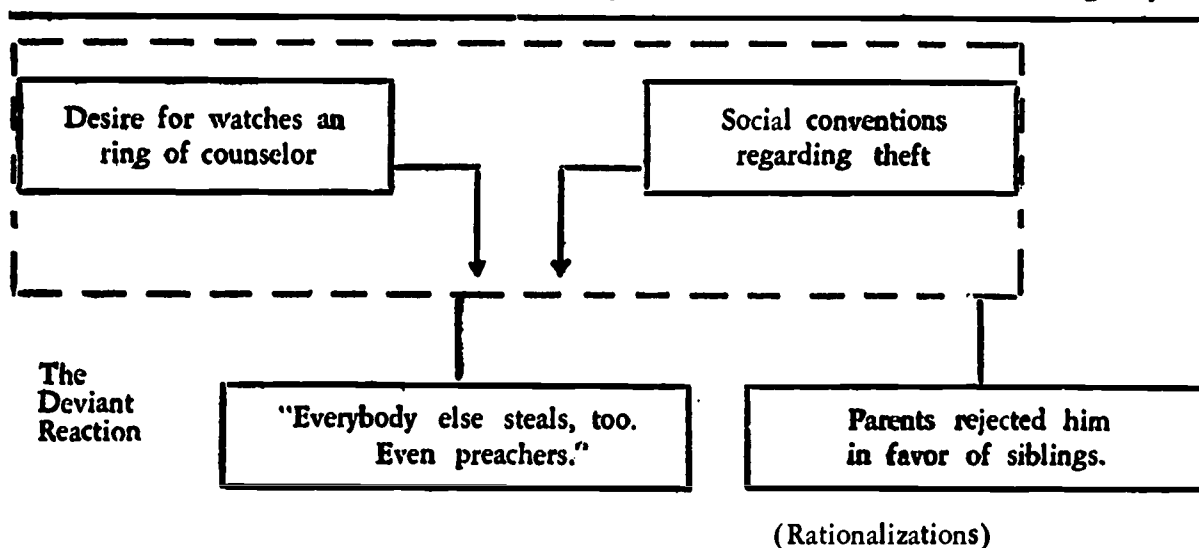 Desire for watches an
ring of counselor
Social conventions
regarding theft
The
Deviant
Reaction
"Everybody else steals, too.
Even preachers."
Parents rejected him
in favor of siblings.
(Rationalizations)